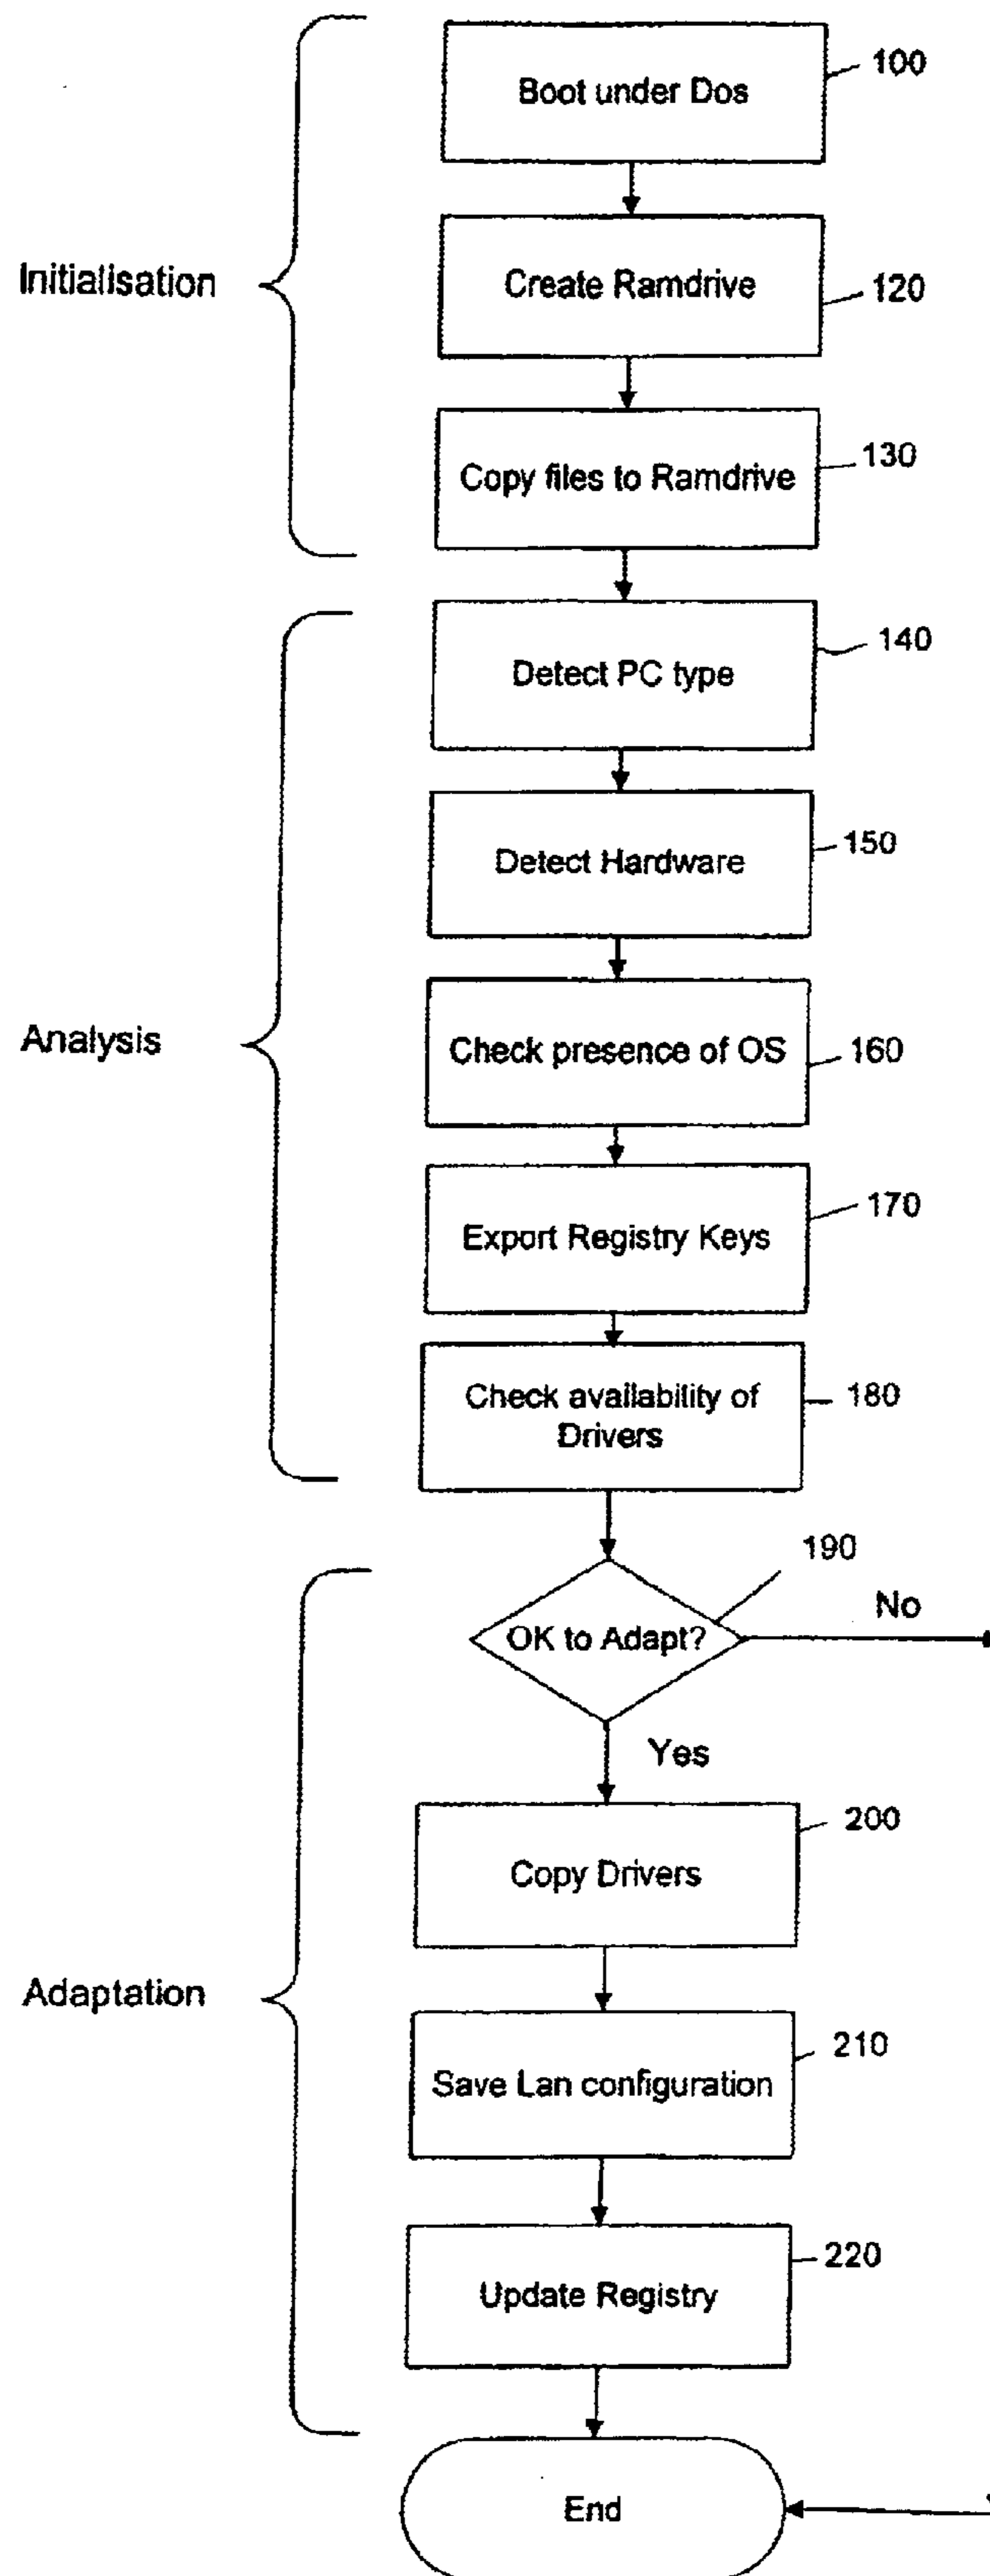 Boot under Dos
100
Initialisation
Create Ramdrive
120
Copy files to Ramdrive
130
Detect PC type
140
Detect Hardware
150
Analysis
Check presence of OS
160
Export Registry Keys
170
Check availability of
Drivers
180
190
OK to Adapt?
No
Yes
Copy Drivers
200
Adaptation
Save Lan configuration
210
Update Registry
220
End